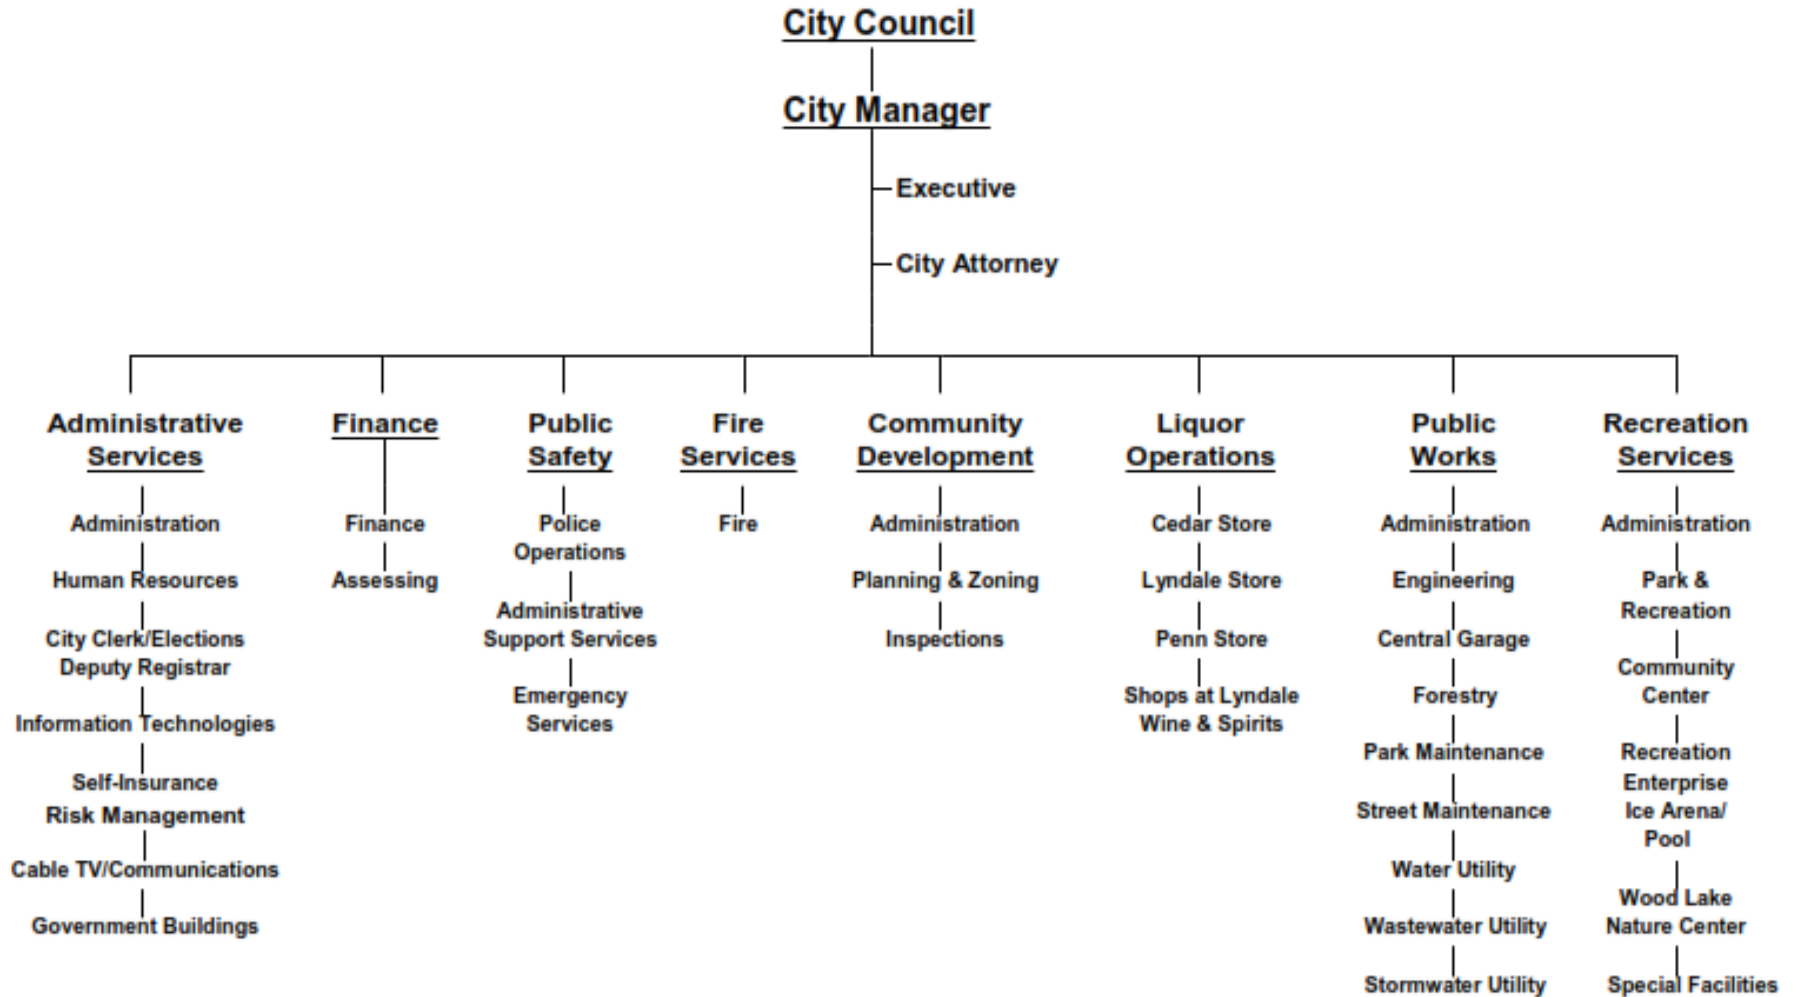 City Council
City Manager
Executive
City Attorney
Administrative
Services
Administration
Human Resources
City Clerk/Elections
Deputy Registrar
Information Technologies
Self-Insurance
Risk Management
Cable TV/Communications
Government Buildings
Finance
Finance
Assessing
Public
Safety
Police
Operations
Administrative
Support Services
Emergency
Services
Fire
Services
Fire
Community
Development
Administration
Planning & Zoning
Inspections
Liquor
Operations
Cedar Store
Lyndale Store
Penn Store
Shops at Lyndale
Wine & Spirits
Public
Works
Administration
Engineering
Central Garage
Forestry
Park Maintenance
Street Maintenance
Water Utility
Wastewater Utility
Stormwater Utility
Recreation
Services
Administration
Park &
Recreation
Community
Center
Recreation
Enterprise
Ice Arena/
Pool
Wood Lake
Nature Center
Special Facilities